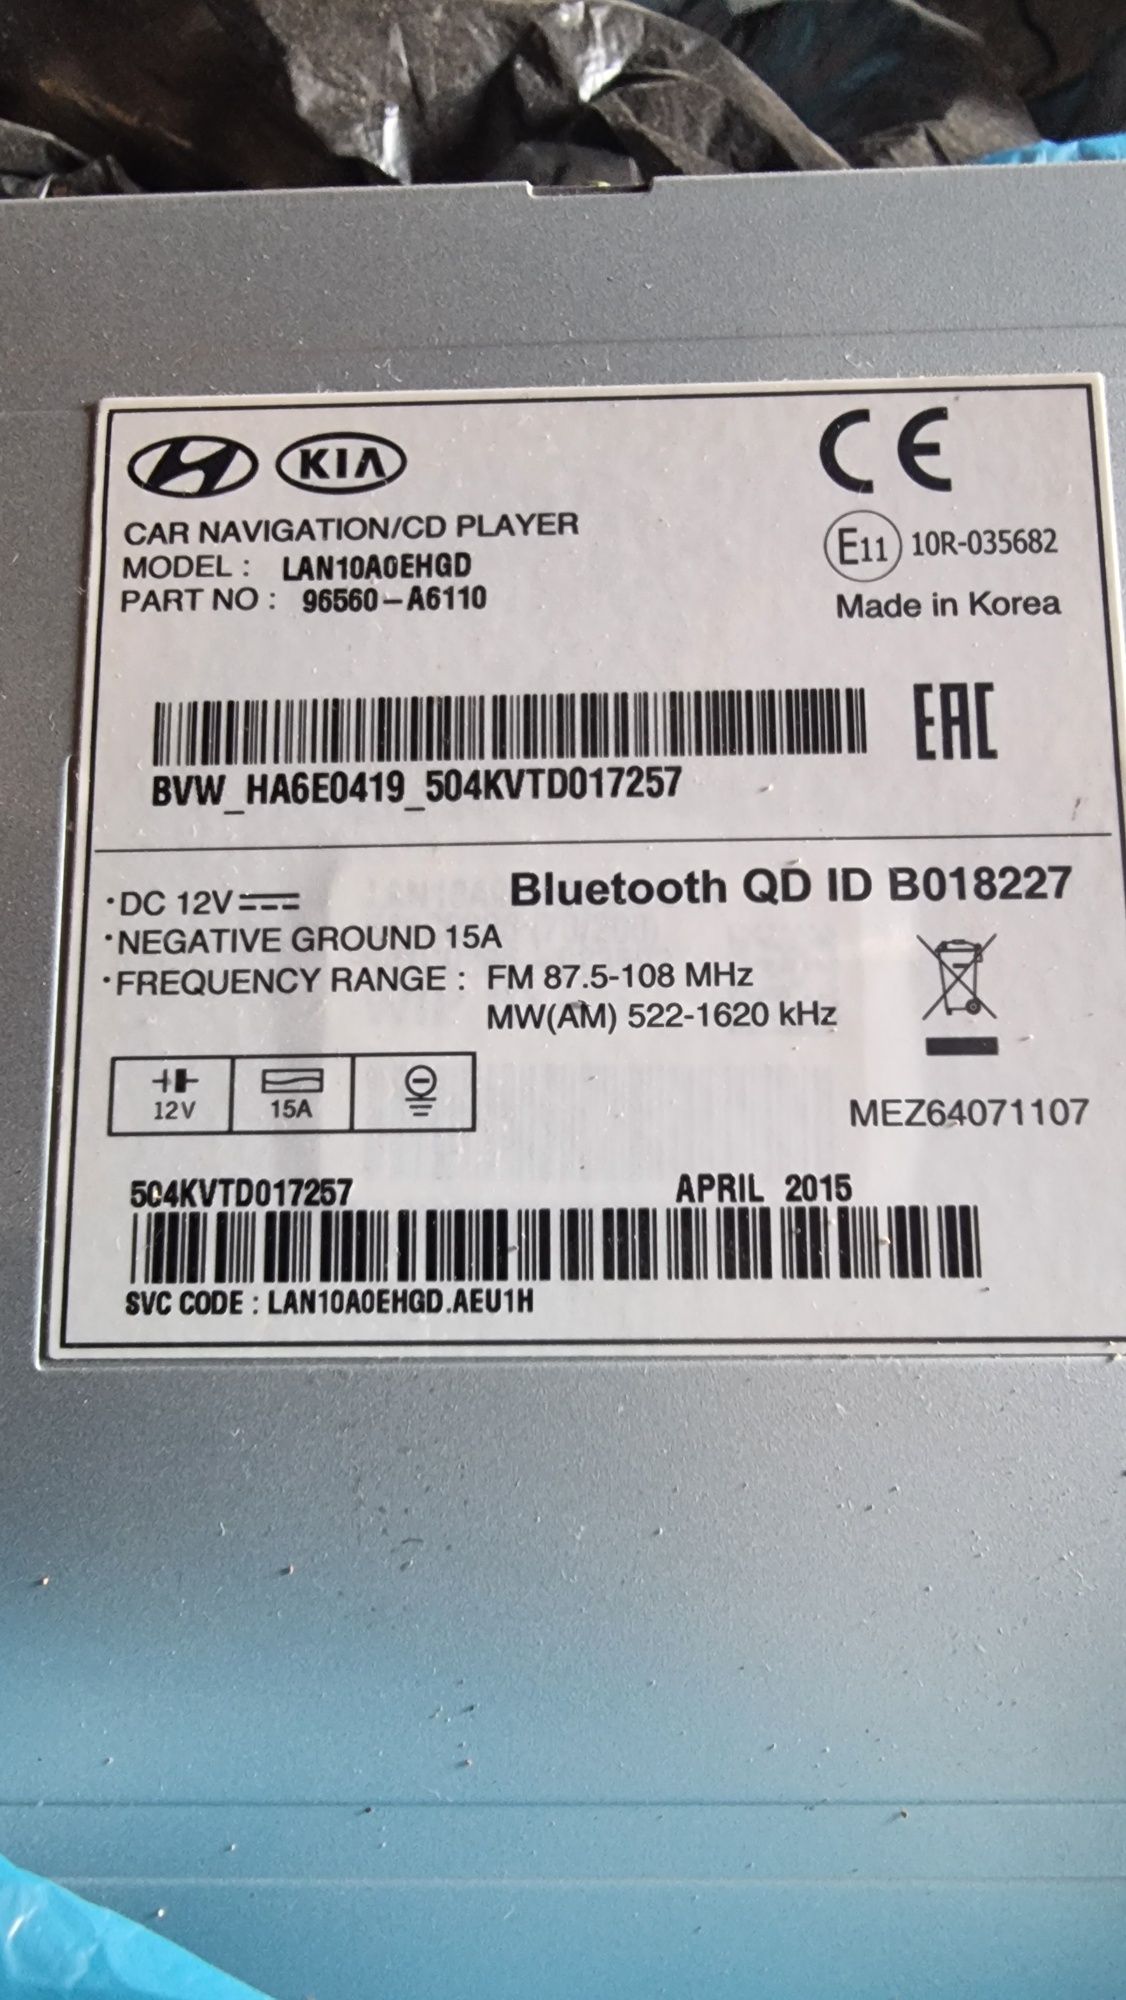 KIA
CE
CAR NAVIGATION/CD PLAYER
MODEL : LAN10A0EHGD
PART NO : 96560-A6110
E11 10R-035682
Made in Korea
EAC
BVW_HA6E0419_504KVTD017257
·DC 12V
Bluetooth QD ID B018227
·NEGATIVE GROUND 15A
·FREQUENCY RANGE : FM 87.5-108 MHz
MW(AM) 522-1620 kHz
12V 15A
MEZ64071107
504KVTD017257 APRIL 2015
SVC CODE : LAN10A0EHGD.AEU1H